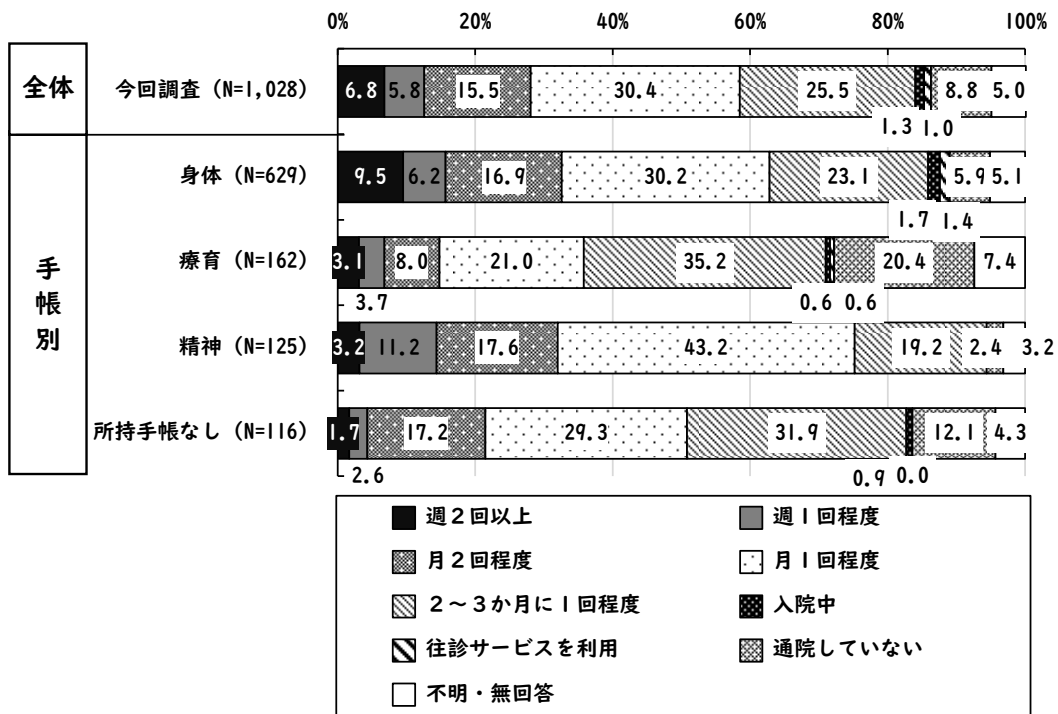 0% 20% 40% 60% 80% 100%
全体
今回調査 (N=1,028) 6.8 5.8 15.5 30.4 25.5 8.8 5.0
1.3 1.0
手帳別
身体 (N=629) 9.5 6.2 16.9 30.2 23.1 5.9 5.1
1.7 1.4
療育 (N=162) 3.1 8.0 21.0 35.2 20.4 7.4
3.7 0.6 0.6
精神 (N=125) 3.2 11.2 17.6 43.2 19.2 2.4 3.2
所持手帳なし (N=116) 1.7 17.2 29.3 31.9 12.1 4.3
2.6 0.9 0.0
週2回以上 週1回程度
月2回程度 月1回程度
2～3か月に1回程度 入院中
往診サービスを利用 通院していない
不明・無回答